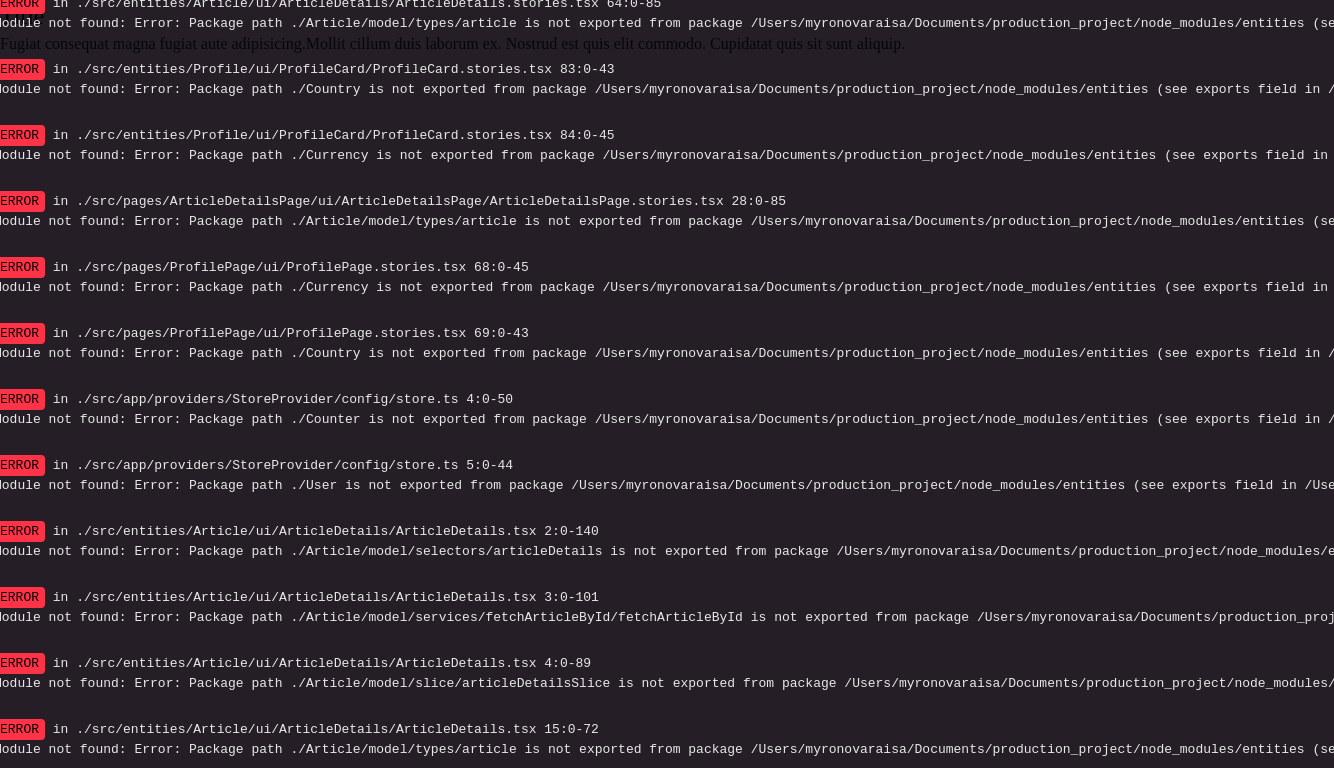 ERROR in ./src/entities/Article/ui/ArticleDetails/ArticleDetails.stories.tsx 64:0-85
Module not found: Error: Package path ./Article/model/types/article is not exported from package /Users/myronovaraisa/Documents/production_project/node_modules/entities (se
Fugiat consequat magna fugiat aute adipisicing.Mollit cillum duis laborum ex. Nostrud est quis elit commodo. Cupidatat quis sit sunt aliquip.
ERROR in ./src/entities/Profile/ui/ProfileCard/ProfileCard.stories.tsx 83:0-43
Module not found: Error: Package path ./Country is not exported from package /Users/myronovaraisa/Documents/production_project/node_modules/entities (see exports field in /
ERROR in ./src/entities/Profile/ui/ProfileCard/ProfileCard.stories.tsx 84:0-45
Module not found: Error: Package path ./Currency is not exported from package /Users/myronovaraisa/Documents/production_project/node_modules/entities (see exports field in
ERROR in ./src/pages/ArticleDetailsPage/ui/ArticleDetailsPage/ArticleDetailsPage.stories.tsx 28:0-85
Module not found: Error: Package path ./Article/model/types/article is not exported from package /Users/myronovaraisa/Documents/production_project/node_modules/entities (se
ERROR in ./src/pages/ProfilePage/ui/ProfilePage.stories.tsx 68:0-45
Module not found: Error: Package path ./Currency is not exported from package /Users/myronovaraisa/Documents/production_project/node_modules/entities (see exports field in
ERROR in ./src/pages/ProfilePage/ui/ProfilePage.stories.tsx 69:0-43
Module not found: Error: Package path ./Country is not exported from package /Users/myronovaraisa/Documents/production_project/node_modules/entities (see exports field in /
ERROR in ./src/app/providers/StoreProvider/config/store.ts 4:0-50
Module not found: Error: Package path ./Counter is not exported from package /Users/myronovaraisa/Documents/production_project/node_modules/entities (see exports field in /
ERROR in ./src/app/providers/StoreProvider/config/store.ts 5:0-44
Module not found: Error: Package path ./User is not exported from package /Users/myronovaraisa/Documents/production_project/node_modules/entities (see exports field in /Use
ERROR in ./src/entities/Article/ui/ArticleDetails/ArticleDetails.tsx 2:0-140
Module not found: Error: Package path ./Article/model/selectors/articleDetails is not exported from package /Users/myronovaraisa/Documents/production_project/node_modules/e
ERROR in ./src/entities/Article/ui/ArticleDetails/ArticleDetails.tsx 3:0-101
Module not found: Error: Package path ./Article/model/services/fetchArticleById/fetchArticleById is not exported from package /Users/myronovaraisa/Documents/production_proj
ERROR in ./src/entities/Article/ui/ArticleDetails/ArticleDetails.tsx 4:0-89
Module not found: Error: Package path ./Article/model/slice/articleDetailsSlice is not exported from package /Users/myronovaraisa/Documents/production_project/node_modules/
ERROR in ./src/entities/Article/ui/ArticleDetails/ArticleDetails.tsx 15:0-72
Module not found: Error: Package path ./Article/model/types/article is not exported from package /Users/myronovaraisa/Documents/production_project/node_modules/entities (se